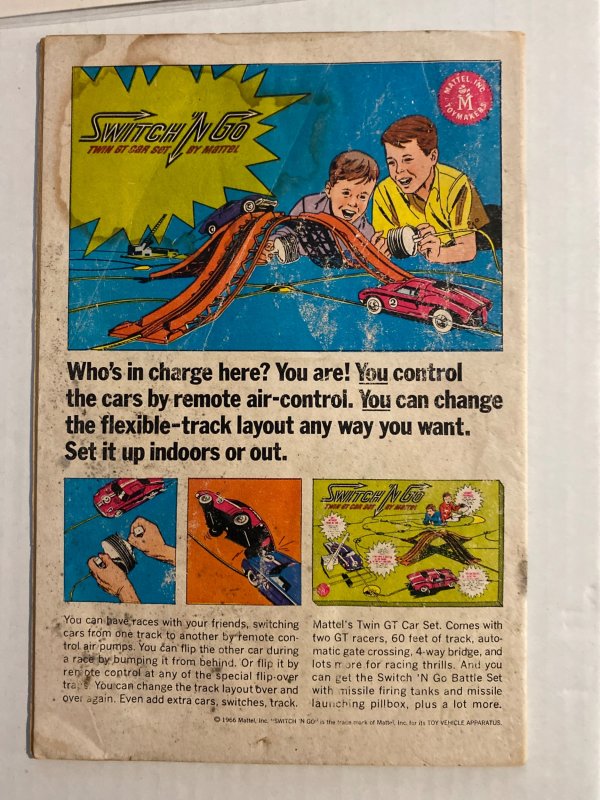 SWITCH 'N GO
TWIN GT CAR SET BY MATTEL
MATTEL, INC.
M
TOYMAKERS
2
Who's in charge here? You are! You control
the cars by remote air-control. You can change
the flexible-track layout any way you want.
Set it up indoors or out.
SWITCH 'N GO
TWIN GT CAR SET BY MATTEL
You can have races with your friends, switching
cars from one track to another by remote con-
trol air pumps. You can flip the other car during
a race by bumping it from behind. Or flip it by
remote control at any of the special flip-over
traps. You can change the track layout over and
over again. Even add extra cars, switches, track.
Mattel's Twin GT Car Set. Comes with
two GT racers, 60 feet of track, auto-
matic gate crossing, 4-way bridge, and
lots more for racing thrills. And you
can get the Switch 'N Go Battle Set
with missile firing tanks and missile
launching pillbox, plus a lot more.
© 1966 Mattel, Inc. "SWITCH 'N GO" is the trade mark of Mattel, Inc. for its TOY VEHICLE APPARATUS.